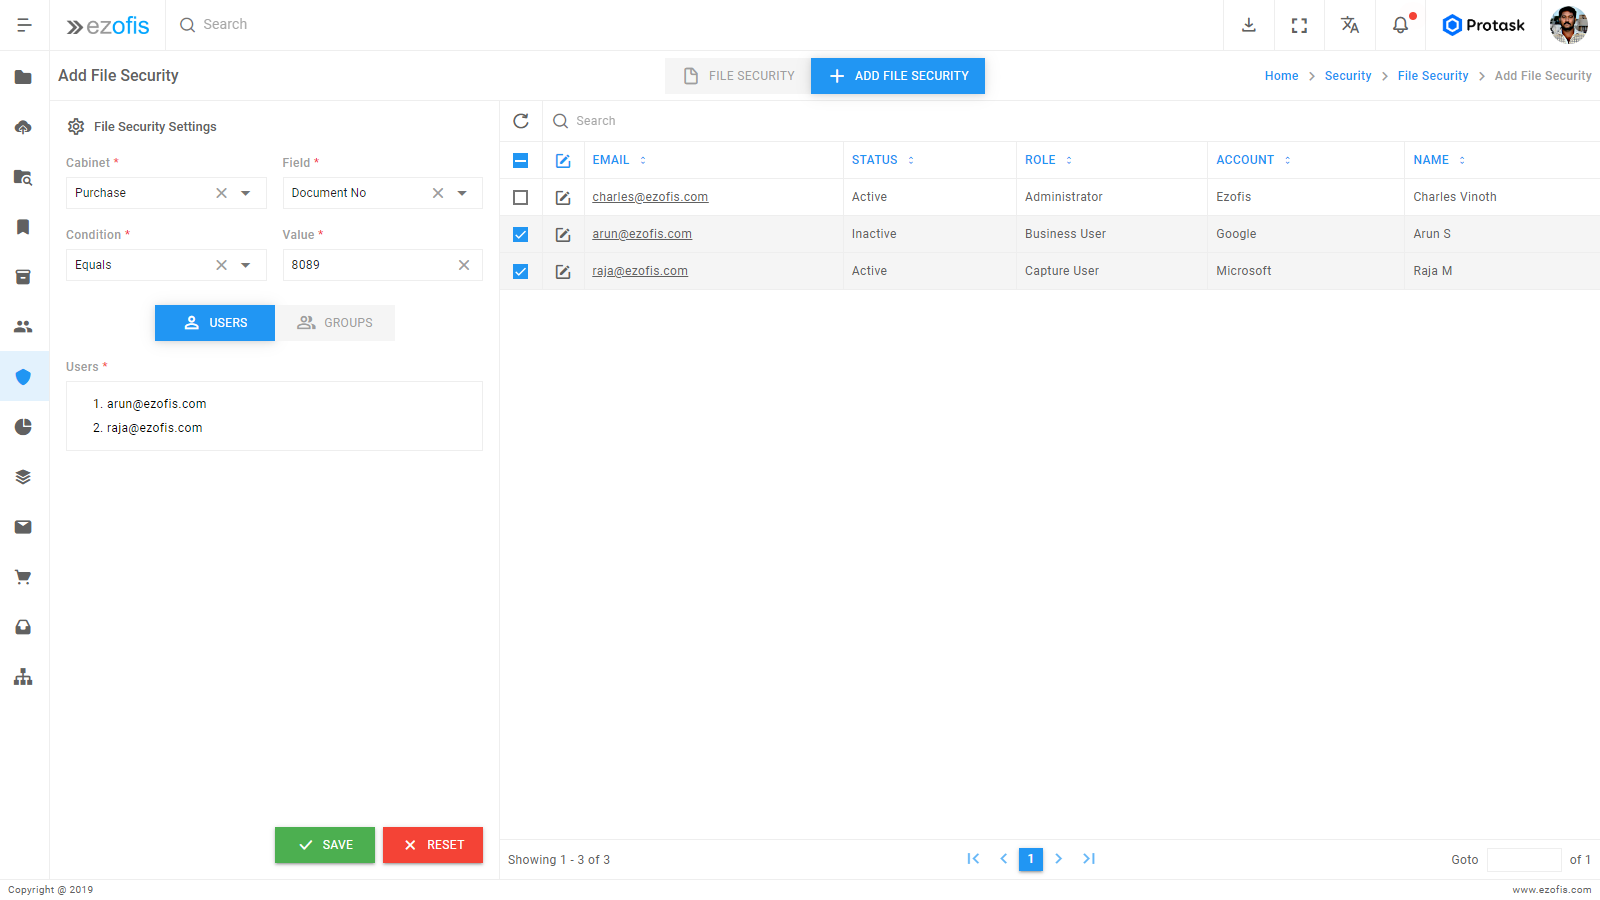 ezofis
Search
Protask
Add File Security
FILE SECURITY
ADD FILE SECURITY
Home > Security > File Security > Add File Security
File Security Settings
Search
Cabinet *
Field *
Purchase
Document No
Condition *
Value *
Equals
8089
USERS
GROUPS
Users *
1. arun@ezofis.com
2. raja@ezofis.com
SAVE
RESET
EMAIL STATUS ROLE ACCOUNT NAME
charles@ezofis.com Active Administrator Ezofis Charles Vinoth
arun@ezofis.com Inactive Business User Google Arun S
raja@ezofis.com Active Capture User Microsoft Raja M
Showing 1 - 3 of 3
1
Goto of 1
Copyright @ 2019
www.ezofis.com